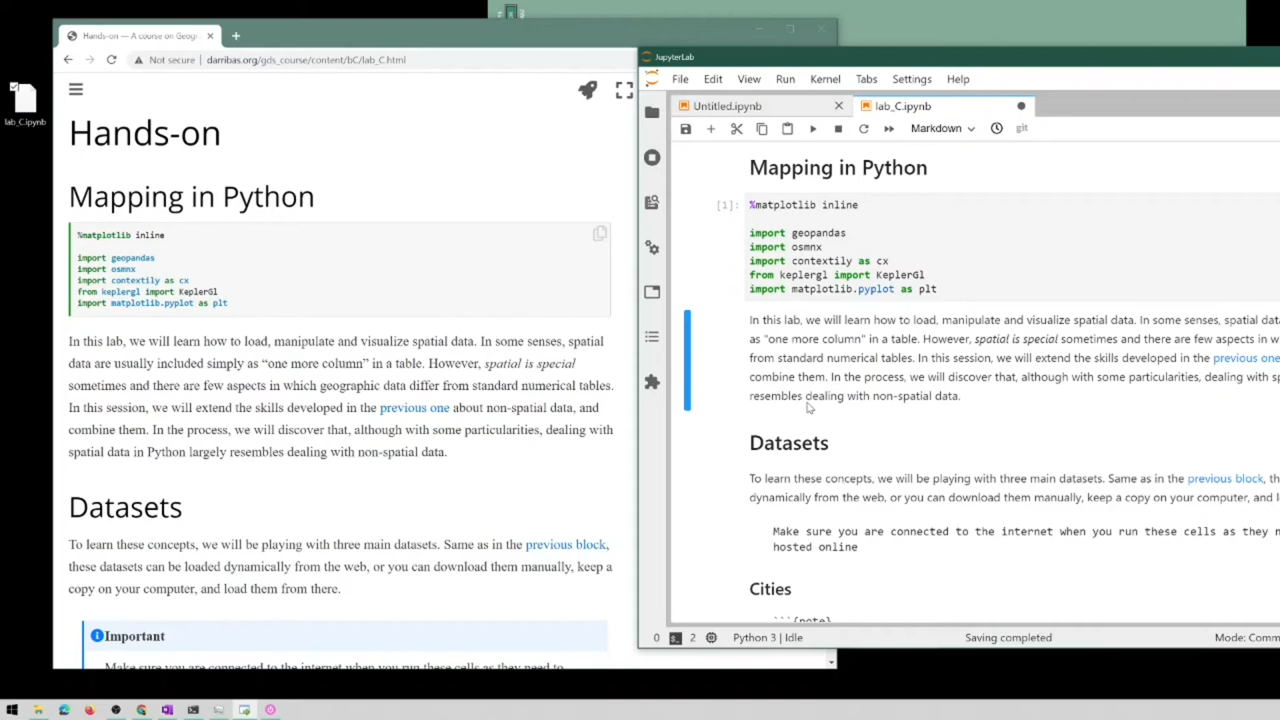 Hands-on — A course on Geogr
Not secure
darribas.org/gds_course/content/bC/lab_C.html
lab_C.ipynb
Hands-on
Mapping in Python
%matplotlib inline
import geopandas
import osmnx
import contextily as cx
from keplergl import KeplerGl
import matplotlib.pyplot as plt
In this lab, we will learn how to load, manipulate and visualize spatial data. In some senses, spatial
data are usually included simply as “one more column” in a table. However, spatial is special
sometimes and there are few aspects in which geographic data differ from standard numerical tables.
In this session, we will extend the skills developed in the previous one about non-spatial data, and
combine them. In the process, we will discover that, although with some particularities, dealing with
spatial data in Python largely resembles dealing with non-spatial data.
Datasets
To learn these concepts, we will be playing with three main datasets. Same as in the previous block,
these datasets can be loaded dynamically from the web, or you can download them manually, keep a
copy on your computer, and load them from there.
Important
Make sure you are connected to the internet when you run these cells as they need to
JupyterLab
File Edit View Run Kernel Tabs Settings Help
Untitled.ipynb
lab_C.ipynb
Markdown
git
Mapping in Python
[1]:
%matplotlib inline
import geopandas
import osmnx
import contextily as cx
from keplergl import KeplerGl
import matplotlib.pyplot as plt
In this lab, we will learn how to load, manipulate and visualize spatial data. In some senses, spatial data
as "one more column" in a table. However, spatial is special sometimes and there are few aspects in w
from standard numerical tables. In this session, we will extend the skills developed in the previous one
combine them. In the process, we will discover that, although with some particularities, dealing with sp
resembles dealing with non-spatial data.
Datasets
To learn these concepts, we will be playing with three main datasets. Same as in the previous block, th
dynamically from the web, or you can download them manually, keep a copy on your computer, and l
Make sure you are connected to the internet when you run these cells as they n
hosted online
Cities
```{note}
0
2
Python 3 | Idle
Saving completed
Mode: Comm